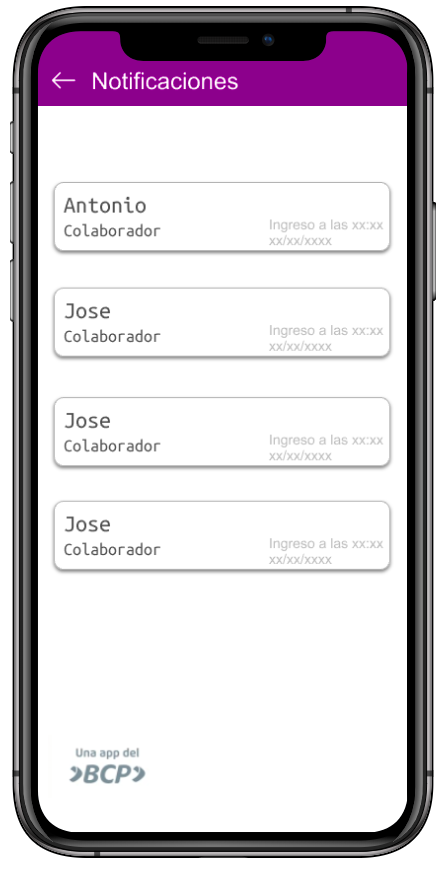 Notificaciones
Antonio
Colaborador
Ingreso a las xx:xx
xx/xx/xxxx
Jose
Colaborador
Ingreso a las xx:xx
xx/xx/xxxx
Jose
Colaborador
Ingreso a las xx:xx
xx/xx/xxxx
Jose
Colaborador
Ingreso a las xx:xx
xx/xx/xxxx
Una app del
BCP